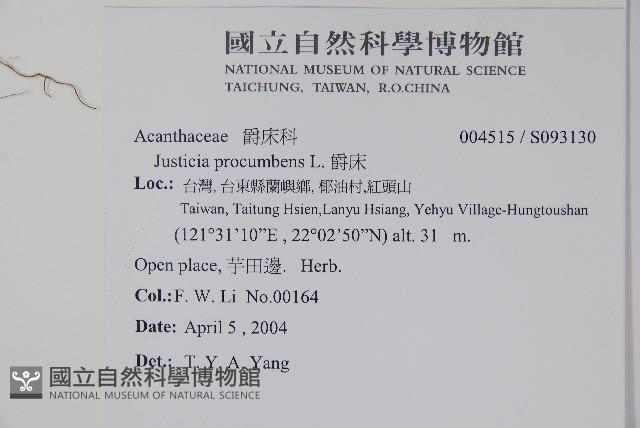 國立自然科學博物館
NATIONAL MUSEUM OF NATURAL SCIENCE
TAICHUNG, TAIWAN, R.O.CHINA
Acanthaceae 爵床科 004515 / S093130
Justicia procumbens L. 爵床
Loc.: 台灣, 台東縣蘭嶼鄉, 椰油村,紅頭山
Taiwan, Taitung Hsien,Lanyu Hsiang, Yehyu Village-Hungtoushan
(121°31'10”E , 22°02'50”N) alt. 31 m.
Open place, 芋田邊. Herb.
Col.:F. W. Li No.00164
Date: April 5 , 2004
Det.: T. Y. A. Yang
國立自然科學博物館
NATIONAL MUSEUM OF NATURAL SCIENCE